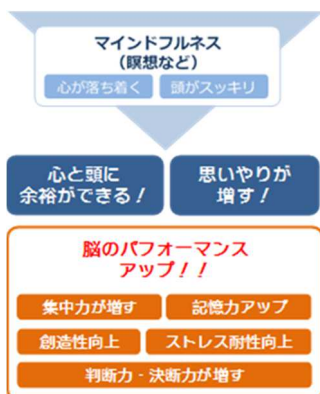 マインドフルネス
（瞑想など）
心が落ち着く
頭がスッキリ
心と頭に
余裕ができる！
思いやりが
増す！
脳のパフォーマンス
アップ！！
集中力が増す
記憶力アップ
創造性向上
ストレス耐性向上
判断力・決断力が増す